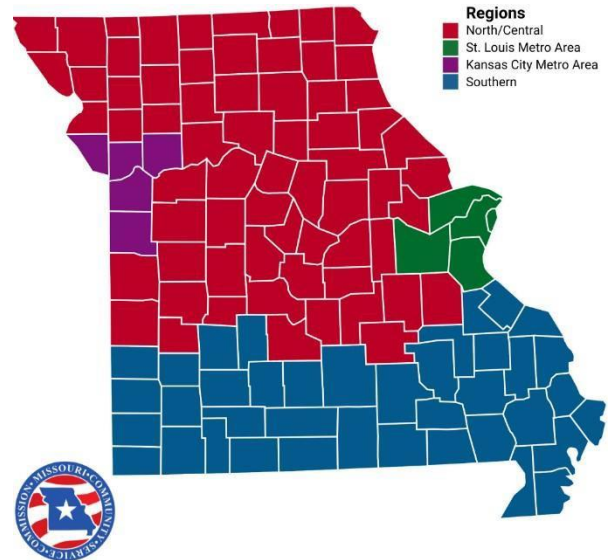 Regions
North/Central
St. Louis Metro Area
Kansas City Metro Area
Southern
MISSOURI COMMUNITY SERVICE COMMISSION